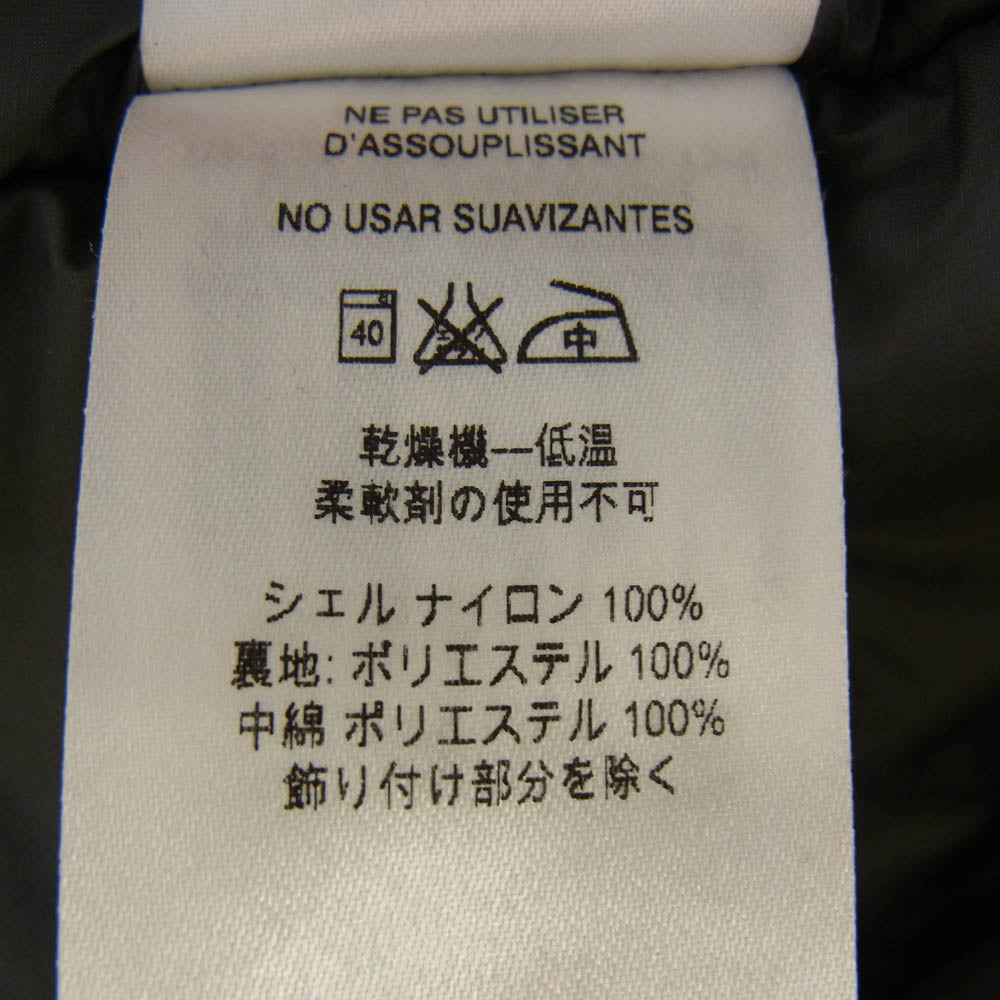 NE PAS UTILISER
D'ASSOUPLISSANT
NO USAR SUAVIZANTES
40 中
乾燥機―低温
柔軟剤の使用不可
シェル ナイロン 100%
裏地: ポリエステル 100%
中綿 ポリエステル 100%
飾り付け部分を除く